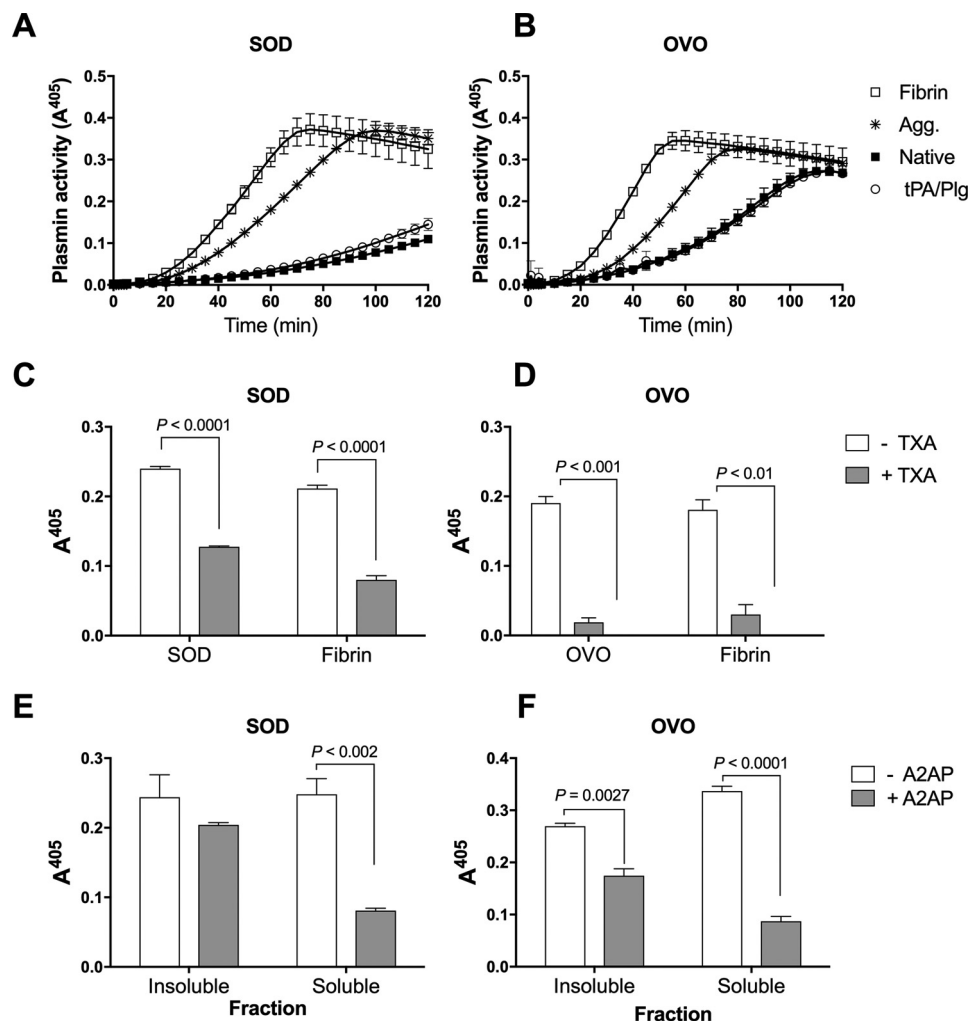 A
SOD
Plasmin activity (A405)
0.5
0.4
0.3
0.2
0.1
0.0
0 20 40 60 80 100 120
Time (min)
B
OVO
Plasmin activity (A405)
0.5
0.4
0.3
0.2
0.1
0.0
0 20 40 60 80 100 120
Time (min)
Fibrin
Agg.
Native
tPA/Plg
C
SOD
A405
0.3
0.2
0.1
0.0
P < 0.0001
P < 0.0001
SOD Fibrin
D
OVO
A405
0.3
0.2
0.1
0.0
P < 0.001
P < 0.01
OVO Fibrin
- TXA
+ TXA
E
SOD
A405
0.3
0.2
0.1
0.0
P < 0.002
Insoluble Soluble
Fraction
F
OVO
A405
0.4
0.3
0.2
0.1
0.0
P = 0.0027
P < 0.0001
Insoluble Soluble
Fraction
- A2AP
+ A2AP